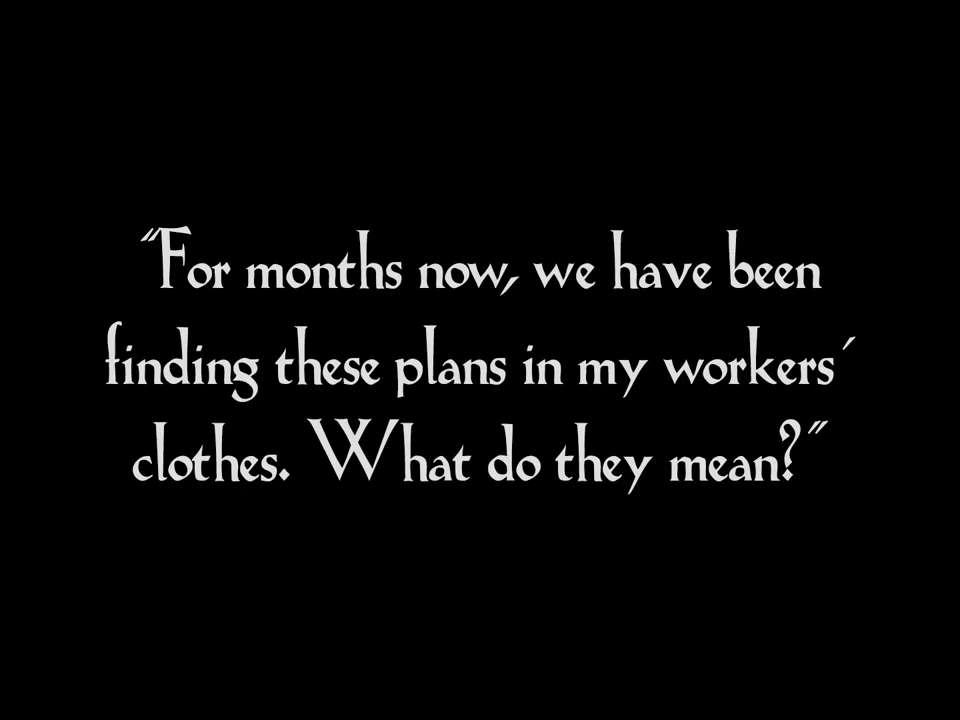 "For months now, we have been
finding these plans in my workers´
clothes. What do they mean?"